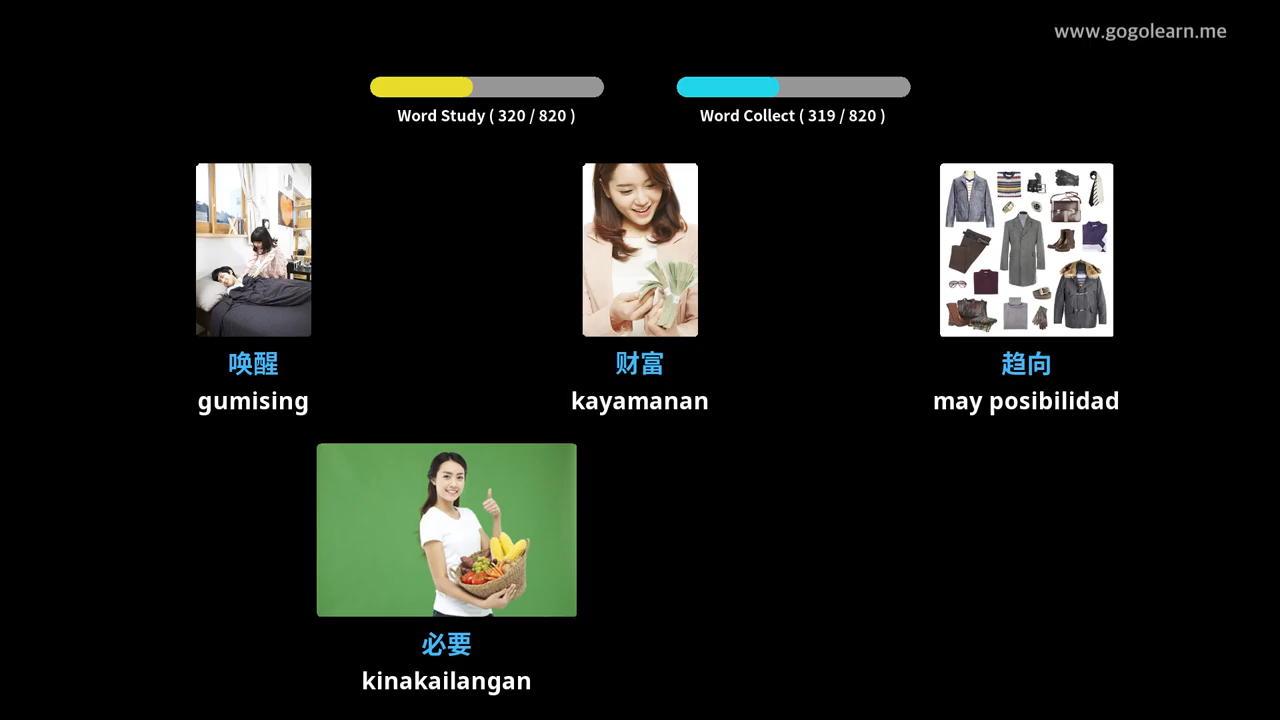 www.gogolearn.me
Word Study ( 320 / 820 )
Word Collect ( 319 / 820 )
唤醒
gumising
财富
kayamanan
趋向
may posibilidad
必要
kinakailangan